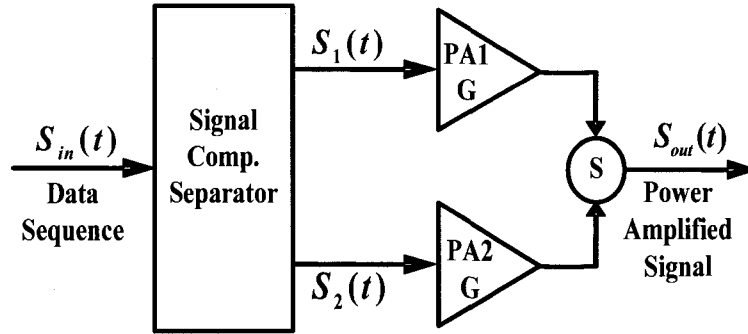 S_in(t)
Data
Sequence
Signal
Comp.
Separator
S_1(t)
S_2(t)
PA1
G
PA2
G
S
S_out(t)
Power
Amplified
Signal